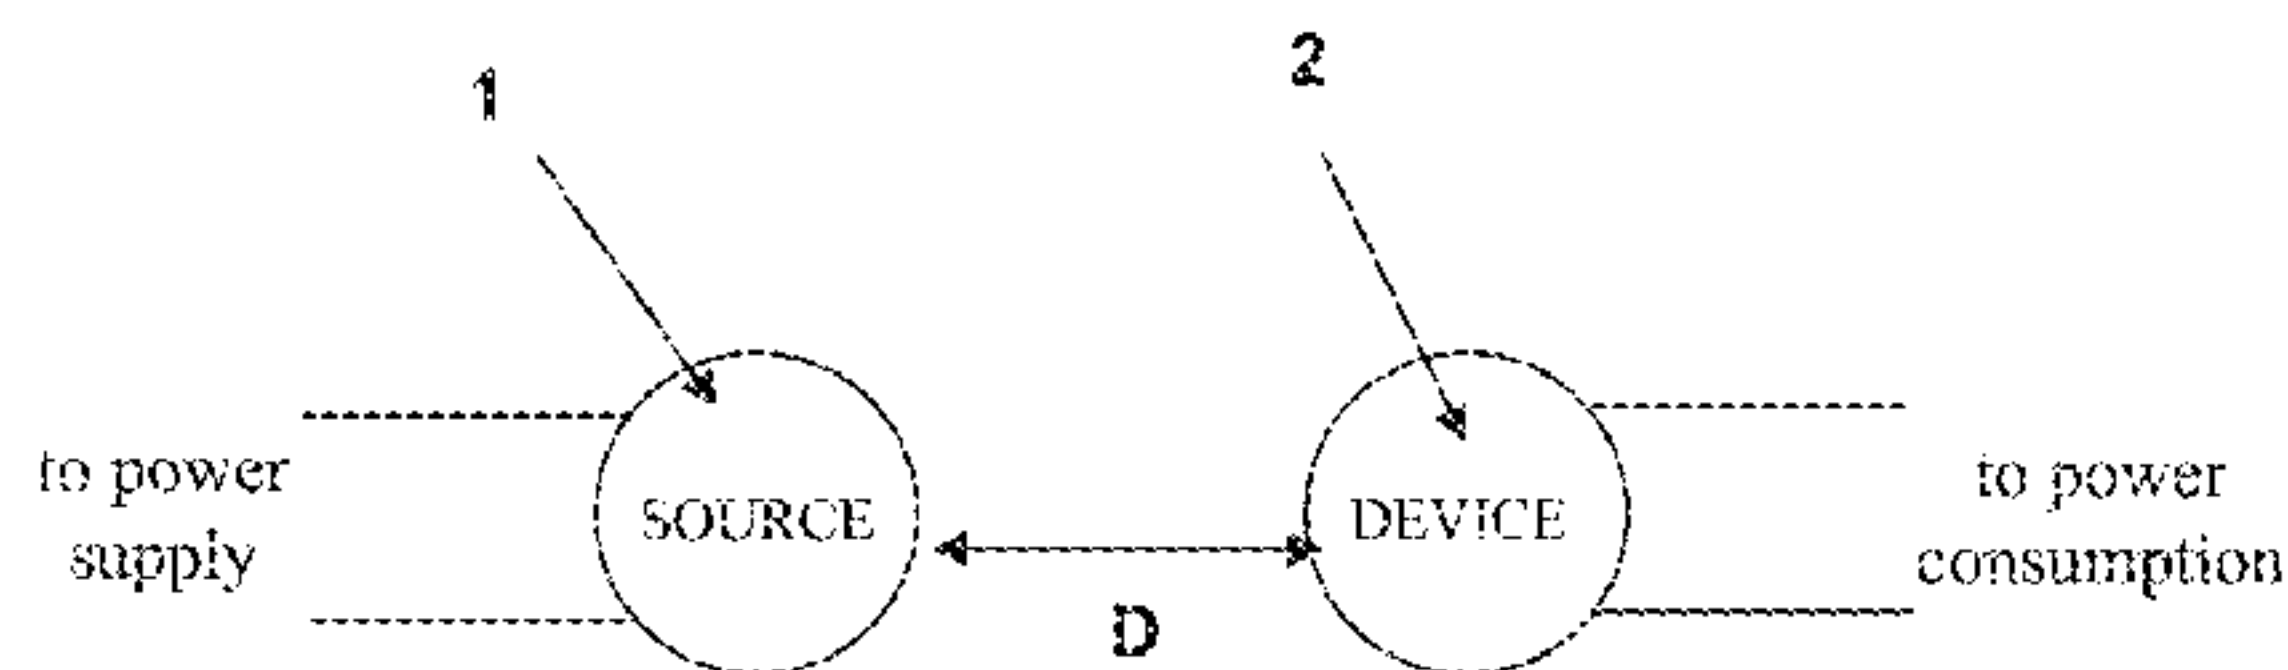 1
2
to power
supply
SOURCE
D
DEVICE
to power
consumption